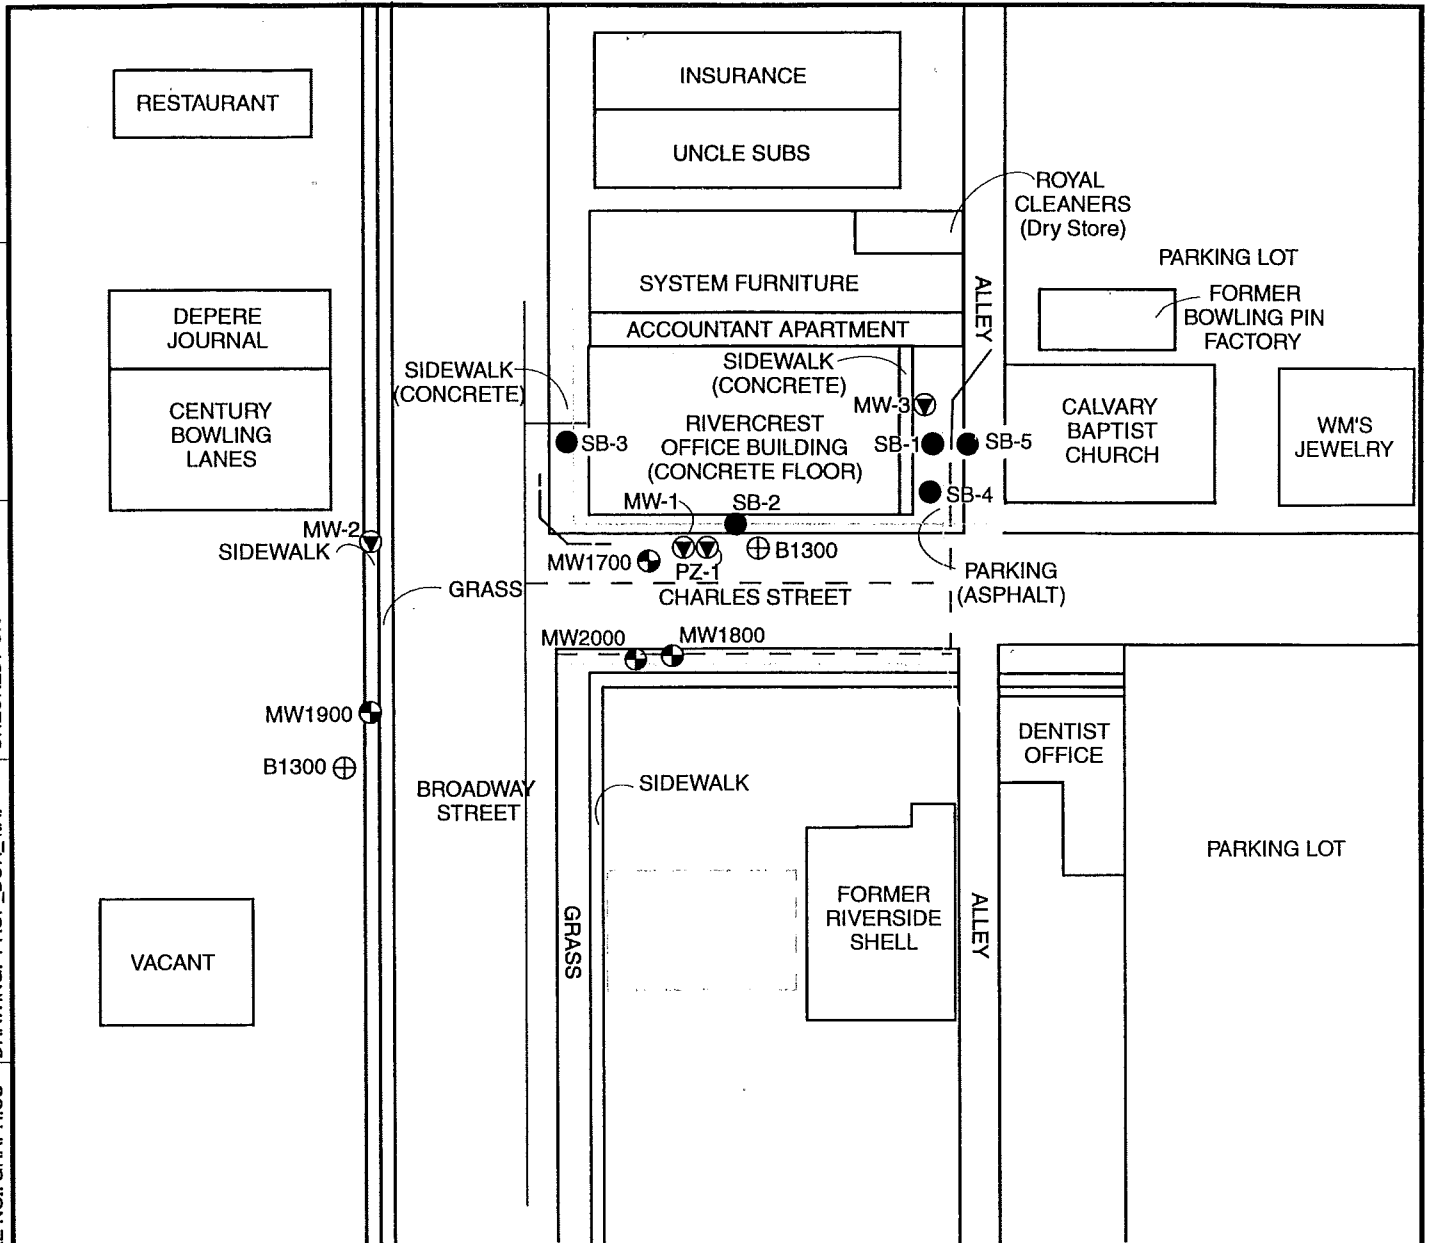 INSURANCE
RESTAURANT
UNCLE SUBS
ROYAL
CLEANERS
(Dry Store)
PARKING LOT
SYSTEM FURNITURE
ALLEY
FORMER
BOWLING PIN
FACTORY
DEPERE
JOURNAL
ACCOUNTANT APARTMENT
SIDEWALK
(CONCRETE)
SIDEWALK
(CONCRETE)
MW-3
CENTURY
BOWLING
LANES
RIVERCREST
OFFICE BUILDING
(CONCRETE FLOOR)
SB-3
SB-1
SB-5
CALVARY
BAPTIST
CHURCH
WM'S
JEWELRY
MW-1
SB-2
SB-4
MW-2
SIDEWALK
MW1700
PZ-1
B1300
PARKING
(ASPHALT)
GRASS
CHARLES STREET
MW2000
MW1800
MW1900
B1300
DENTIST
OFFICE
BROADWAY
STREET
SIDEWALK
PARKING LOT
GRASS
FORMER
RIVERSIDE
SHELL
ALLEY
VACANT